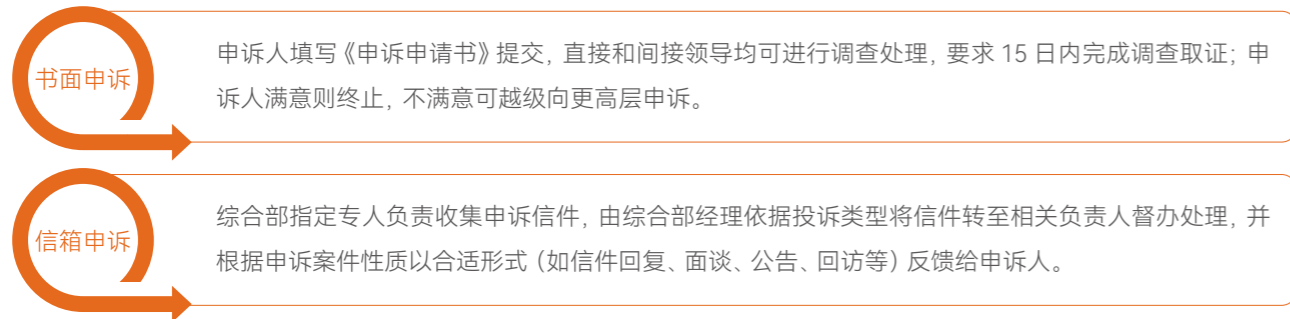 书面申诉
申诉人填写《申诉申请书》提交, 直接和间接领导均可进行调查处理, 要求 15 日内完成调查取证; 申
诉人满意则终止, 不满意可越级向更高层申诉。
信箱申诉
综合部指定专人负责收集申诉信件, 由综合部经理依据投诉类型将信件转至相关负责人督办处理, 并
根据申诉案件性质以合适形式 (如信件回复、面谈、公告、回访等) 反馈给申诉人。